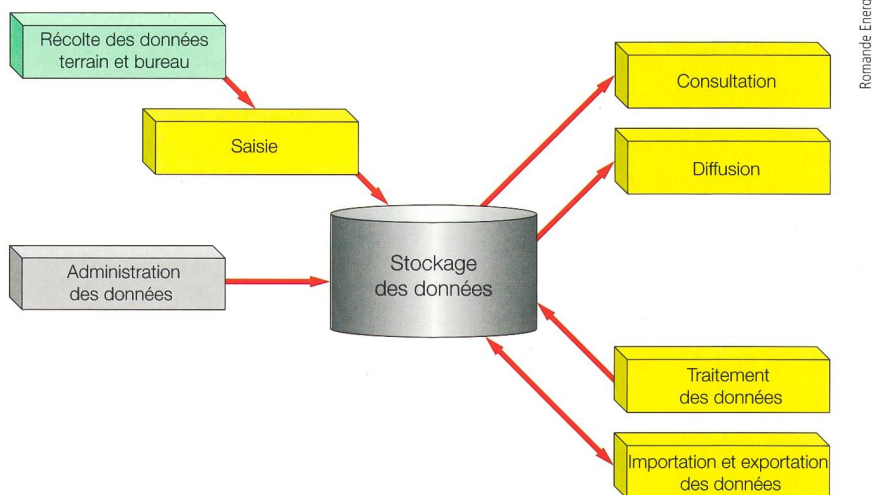 Récolte des données
terrain et bureau
Saisie
Administration
des données
Stockage
des données
Consultation
Diffusion
Traitement
des données
Importation et exportation
des données
Romande